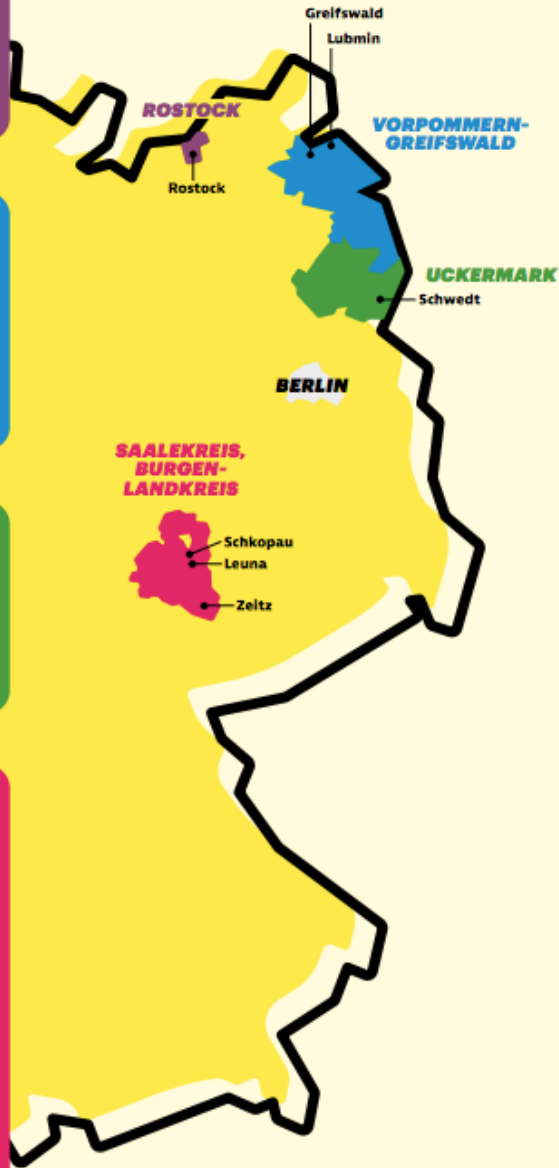 Greifswald
Lubmin
ROSTOCK
VORPOMMERN-
GREIFSWALD
Rostock
UCKERMARK
Schwedt
BERLIN
SAALEKREIS,
BURGEN-
LANDKREIS
Schkopau
Leuna
Zeitz